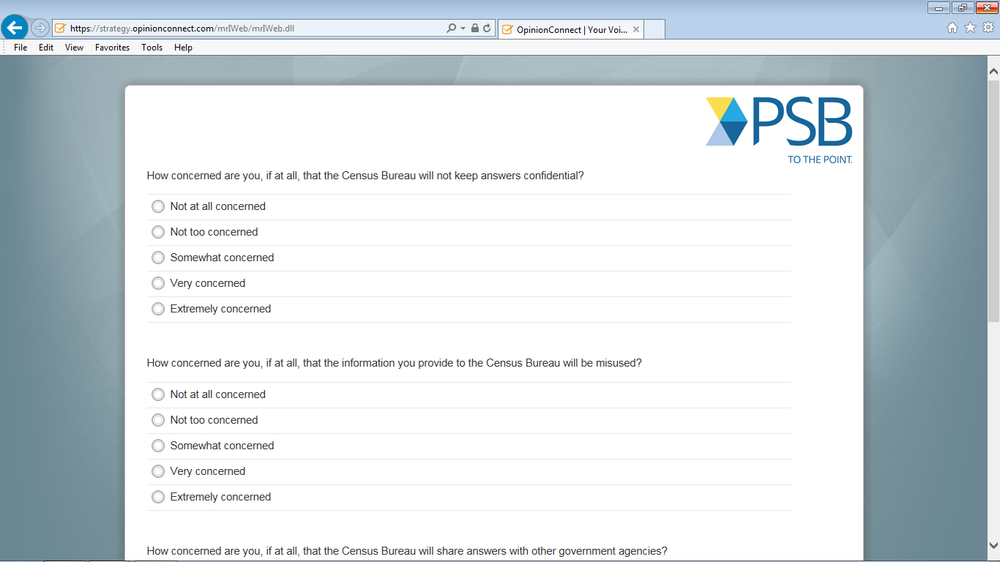 https://strategy.opinionconnect.com/mrIWeb/mrIWeb.dll
OpinionConnect | Your Voi...
File Edit View Favorites Tools Help
PSB
TO THE POINT.
How concerned are you, if at all, that the Census Bureau will not keep answers confidential?
Not at all concerned
Not too concerned
Somewhat concerned
Very concerned
Extremely concerned
How concerned are you, if at all, that the information you provide to the Census Bureau will be misused?
Not at all concerned
Not too concerned
Somewhat concerned
Very concerned
Extremely concerned
How concerned are you, if at all, that the Census Bureau will share answers with other government agencies?